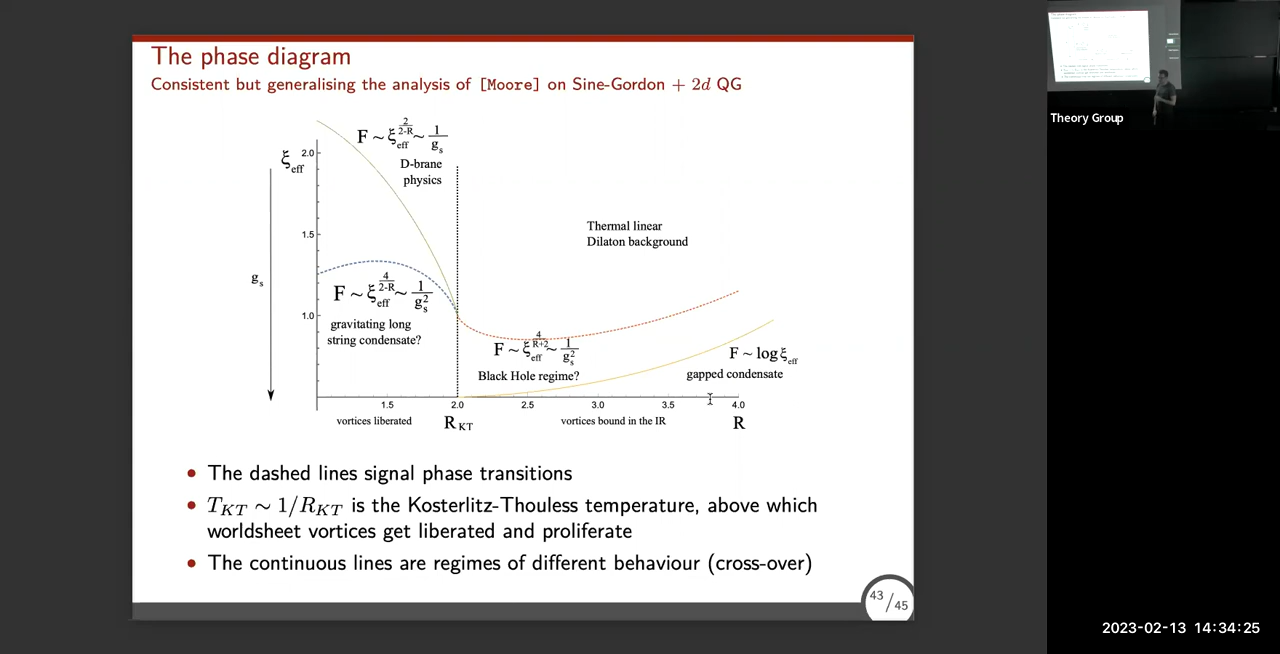 The phase diagram
Consistent but generalising the analysis of [Moore] on Sine-Gordon + 2d QG
F ~ ξ_eff^{2/(2-R)} ~ 1/g_s
D-brane
physics
ξ_eff
2.0
1.5
1.0
g_s
Thermal linear
Dilaton background
F ~ ξ_eff^{4/(2-R)} ~ 1/g_s^2
gravitating long
string condensate?
F ~ ξ_eff^{4/(R+2)} ~ 1/g_s^2
Black Hole regime?
F ~ log ξ_eff
gapped condensate
1.5 2.0 2.5 3.0 3.5 4.0
vortices liberated R_KT vortices bound in the IR R
• The dashed lines signal phase transitions
• T_KT ~ 1/R_KT is the Kosterlitz-Thouless temperature, above which
worldsheet vortices get liberated and proliferate
• The continuous lines are regimes of different behaviour (cross-over)
43/45
Theory Group
2023-02-13 14:34:25